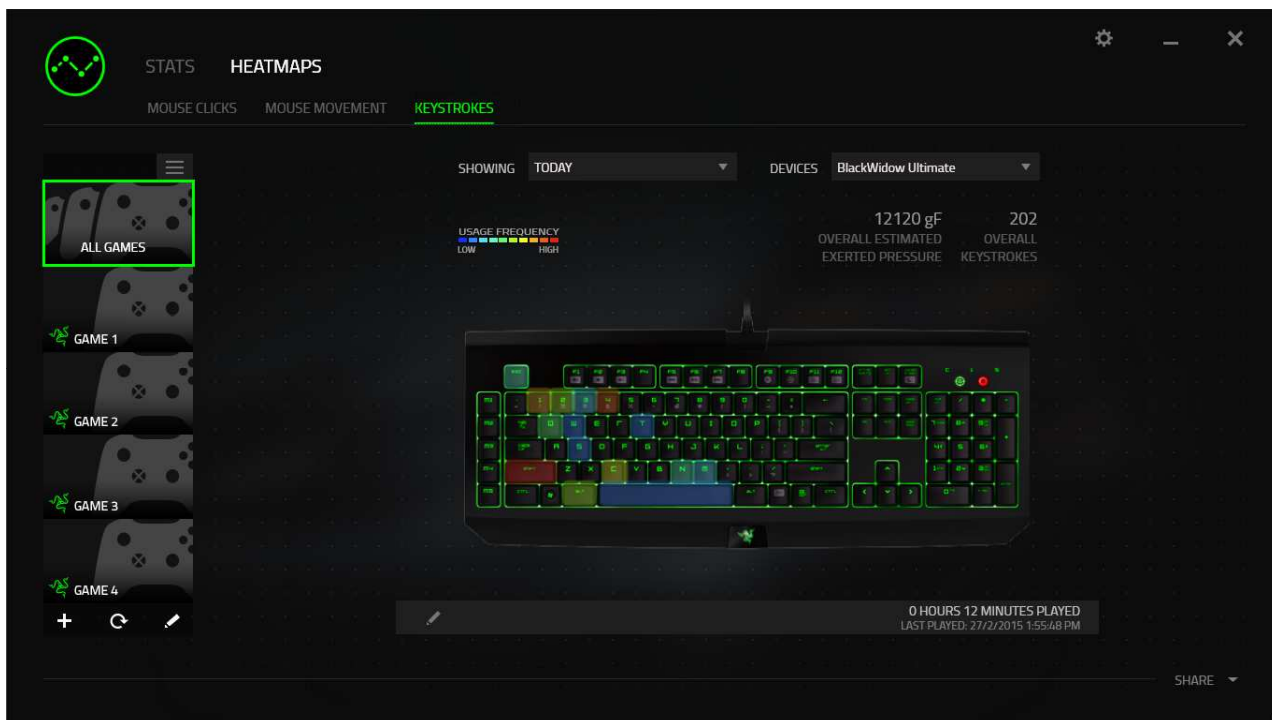 STATS HEATMAPS
MOUSE CLICKS MOUSE MOVEMENT KEYSTROKES
SHOWING TODAY DEVICES BlackWidow Ultimate
ALL GAMES
GAME 1
GAME 2
GAME 3
GAME 4
USAGE FREQUENCY
LOW HIGH
12120 gF 202
OVERALL ESTIMATED OVERALL
EXERTED PRESSURE KEYSTROKES
0 HOURS 12 MINUTES PLAYED
LAST PLAYED: 27/2/2015 1:55:48 PM
SHARE